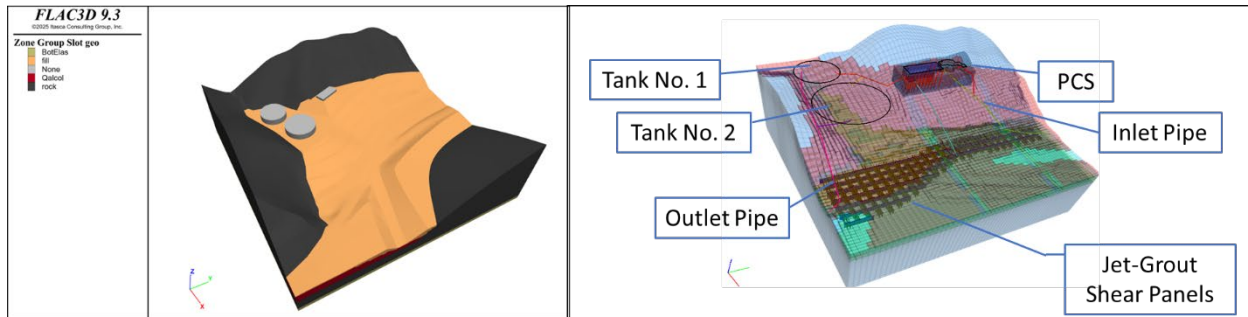 FLAC3D 9.3
©2025 Itasca Consulting Group, Inc.
Zone Group Slot geo
BotElas
fill
None
Qalcol
rock
Z
Y
X
Tank No. 1
PCS
Tank No. 2
Inlet Pipe
Outlet Pipe
Jet-Grout
Shear Panels